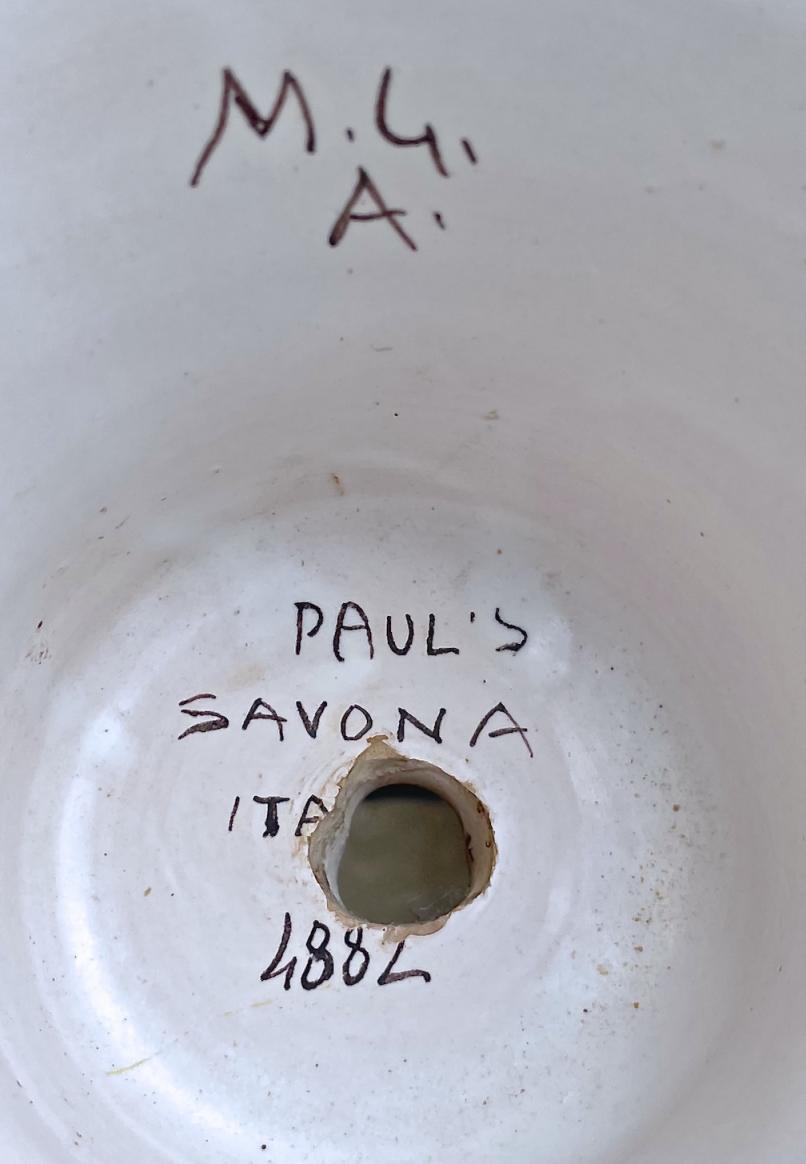 M.G.
A.
PAUL'S
SAVONA
ITA
4882